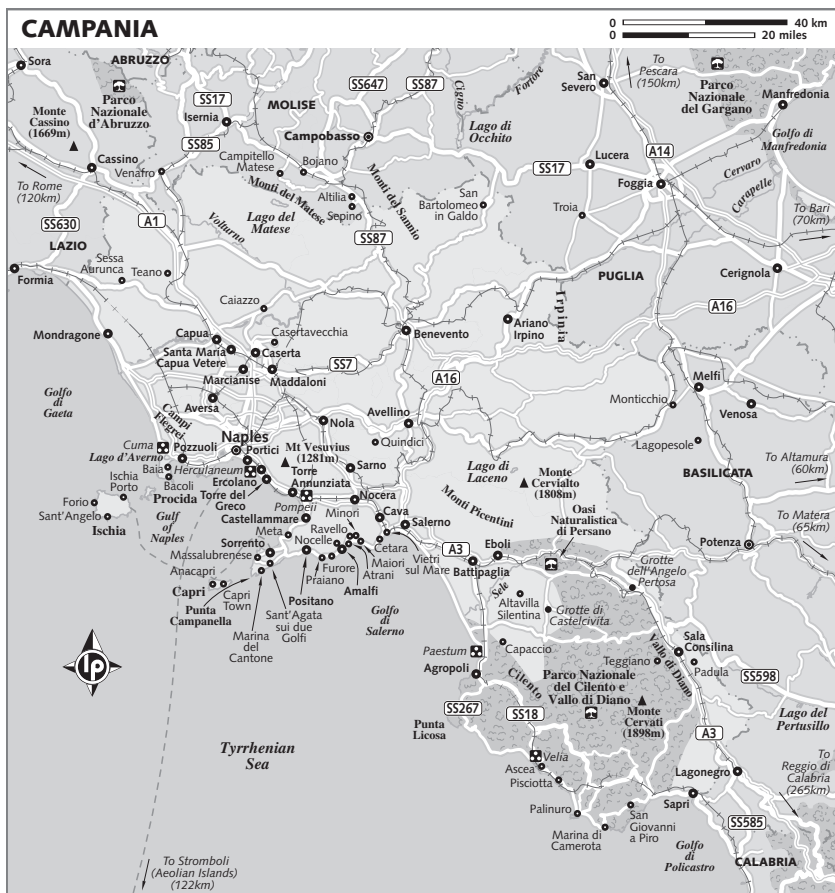 CAMPANIA
0 40 km
0 20 miles
Sora
ABRUZZO
Parco
Nazionale
d'Abruzzo
Monte
Cassino
(1669m)
SS17
Isernia
MOLISE
SS647
SS87
Cigno
Fortore
San
Severo
To
Pescara
(150km)
Parco
Nazionale
del Gargano
Manfredonia
Golfo di
Manfredonia
Campobasso
Lago di
Occhito
A14
SS85
Cassino
Venafro
Campitello
Matese
Bojano
SS17
Lucera
Foggia
Cervaro
Carapelle
To Rome
(120km)
Monti del Matese
Altilia
Sepino
Monti del Sannio
San
Bartolomeo
in Galdo
Troia
To Bari
(70km)
A1
Lago del
Matese
Volturno
SS630
LAZIO
SS87
Sessa
Aurunca
Teano
Formia
PUGLIA
Cerignola
Caiazzo
Irpinia
A16
Mondragone
Capua
Casertavecchia
Santa Maria
Capua Vetere
Caserta
Marcianise
Maddaloni
SS7
Benevento
Ariano
Irpino
A16
Golfo
di
Gaeta
Aversa
Monticchio
Melfi
Venosa
Campi
Flegrei
Nola
Avellino
Naples
Cuma
Pozzuoli
Portici
Mt Vesuvius
(1281m)
Quindici
Lagopesole
Lago d'Averno
Baia
Herculaneum
Bacoli
Ercolano
Torre
Annunziata
Sarno
Lago di
Laceno
Monte
Cervialto
(1808m)
BASILICATA
To Altamura
(60km)
Ischia
Porto
Procida
Torre del
Greco
Pompeii
Nocera
Forio
Sant'Angelo
Ischia
Gulf
of
Naples
Castellammare
Minori
Cava
Salerno
Monti Picentini
Oasi
Naturalistica
di Persano
To Matera
(65km)
Meta
Ravello
Nocelle
Sorrento
Massalubrense
Cetara
Maiori
Atrani
Vietri
sul Mare
A3
Eboli
Battipaglia
Potenza
Anacapri
Furore
Praiano
Amalfi
Grotte
dell'Angelo
Pertosa
Capri
Capri
Town
Positano
Punta
Campanella
Sant'Agata
sui due
Golfi
Marina
del
Cantone
Golfo
di
Salerno
Sele
Altavilla
Silentina
Grotte di
Castelcivita
Paestum
Capaccio
Vallo di Diano
Sala
Consilina
Teggiano
Padula
SS598
Agropoli
Cilento
Parco Nazionale
del Cilento e
Vallo di Diano
LP
SS267
SS18
Punta
Licosa
Monte
Cervati
(1898m)
Lago del
Pertusillo
A3
Tyrrhenian
Sea
Velia
Ascea
Pisciotta
To
Reggio di
Calabria
(265km)
Lagonegro
Palinuro
San
Giovanni
a Piro
Sapri
Marina di
Camerota
SS585
Golfo
di
Policastro
CALABRIA
To Stromboli
(Aeolian Islands)
(122km)